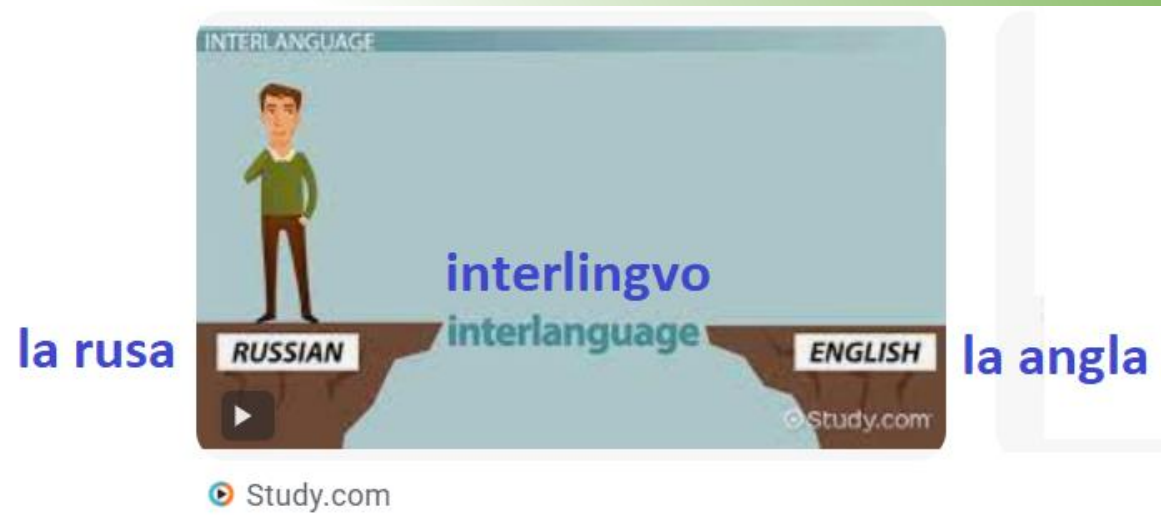 INTERLANGUAGE
interlingvo
interlanguage
la rusa
RUSSIAN
ENGLISH
la angla
Study.com
Study.com